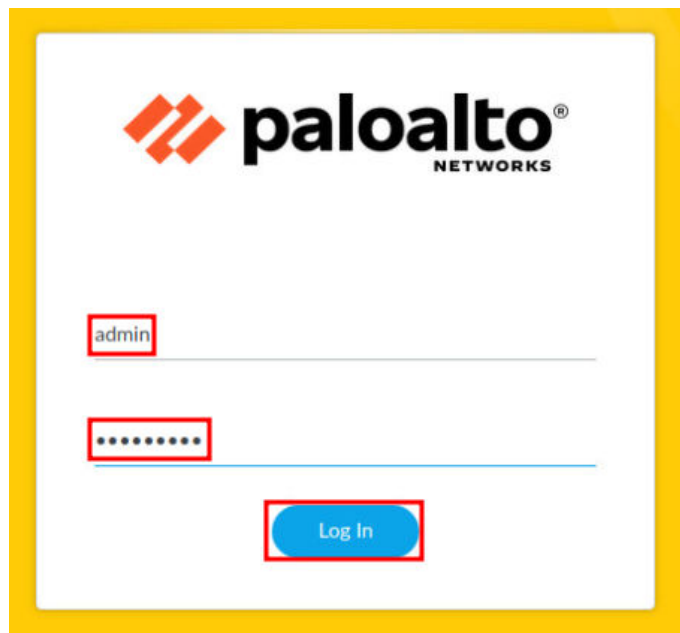 paloalto®
NETWORKS
admin
•••••••••
Log In